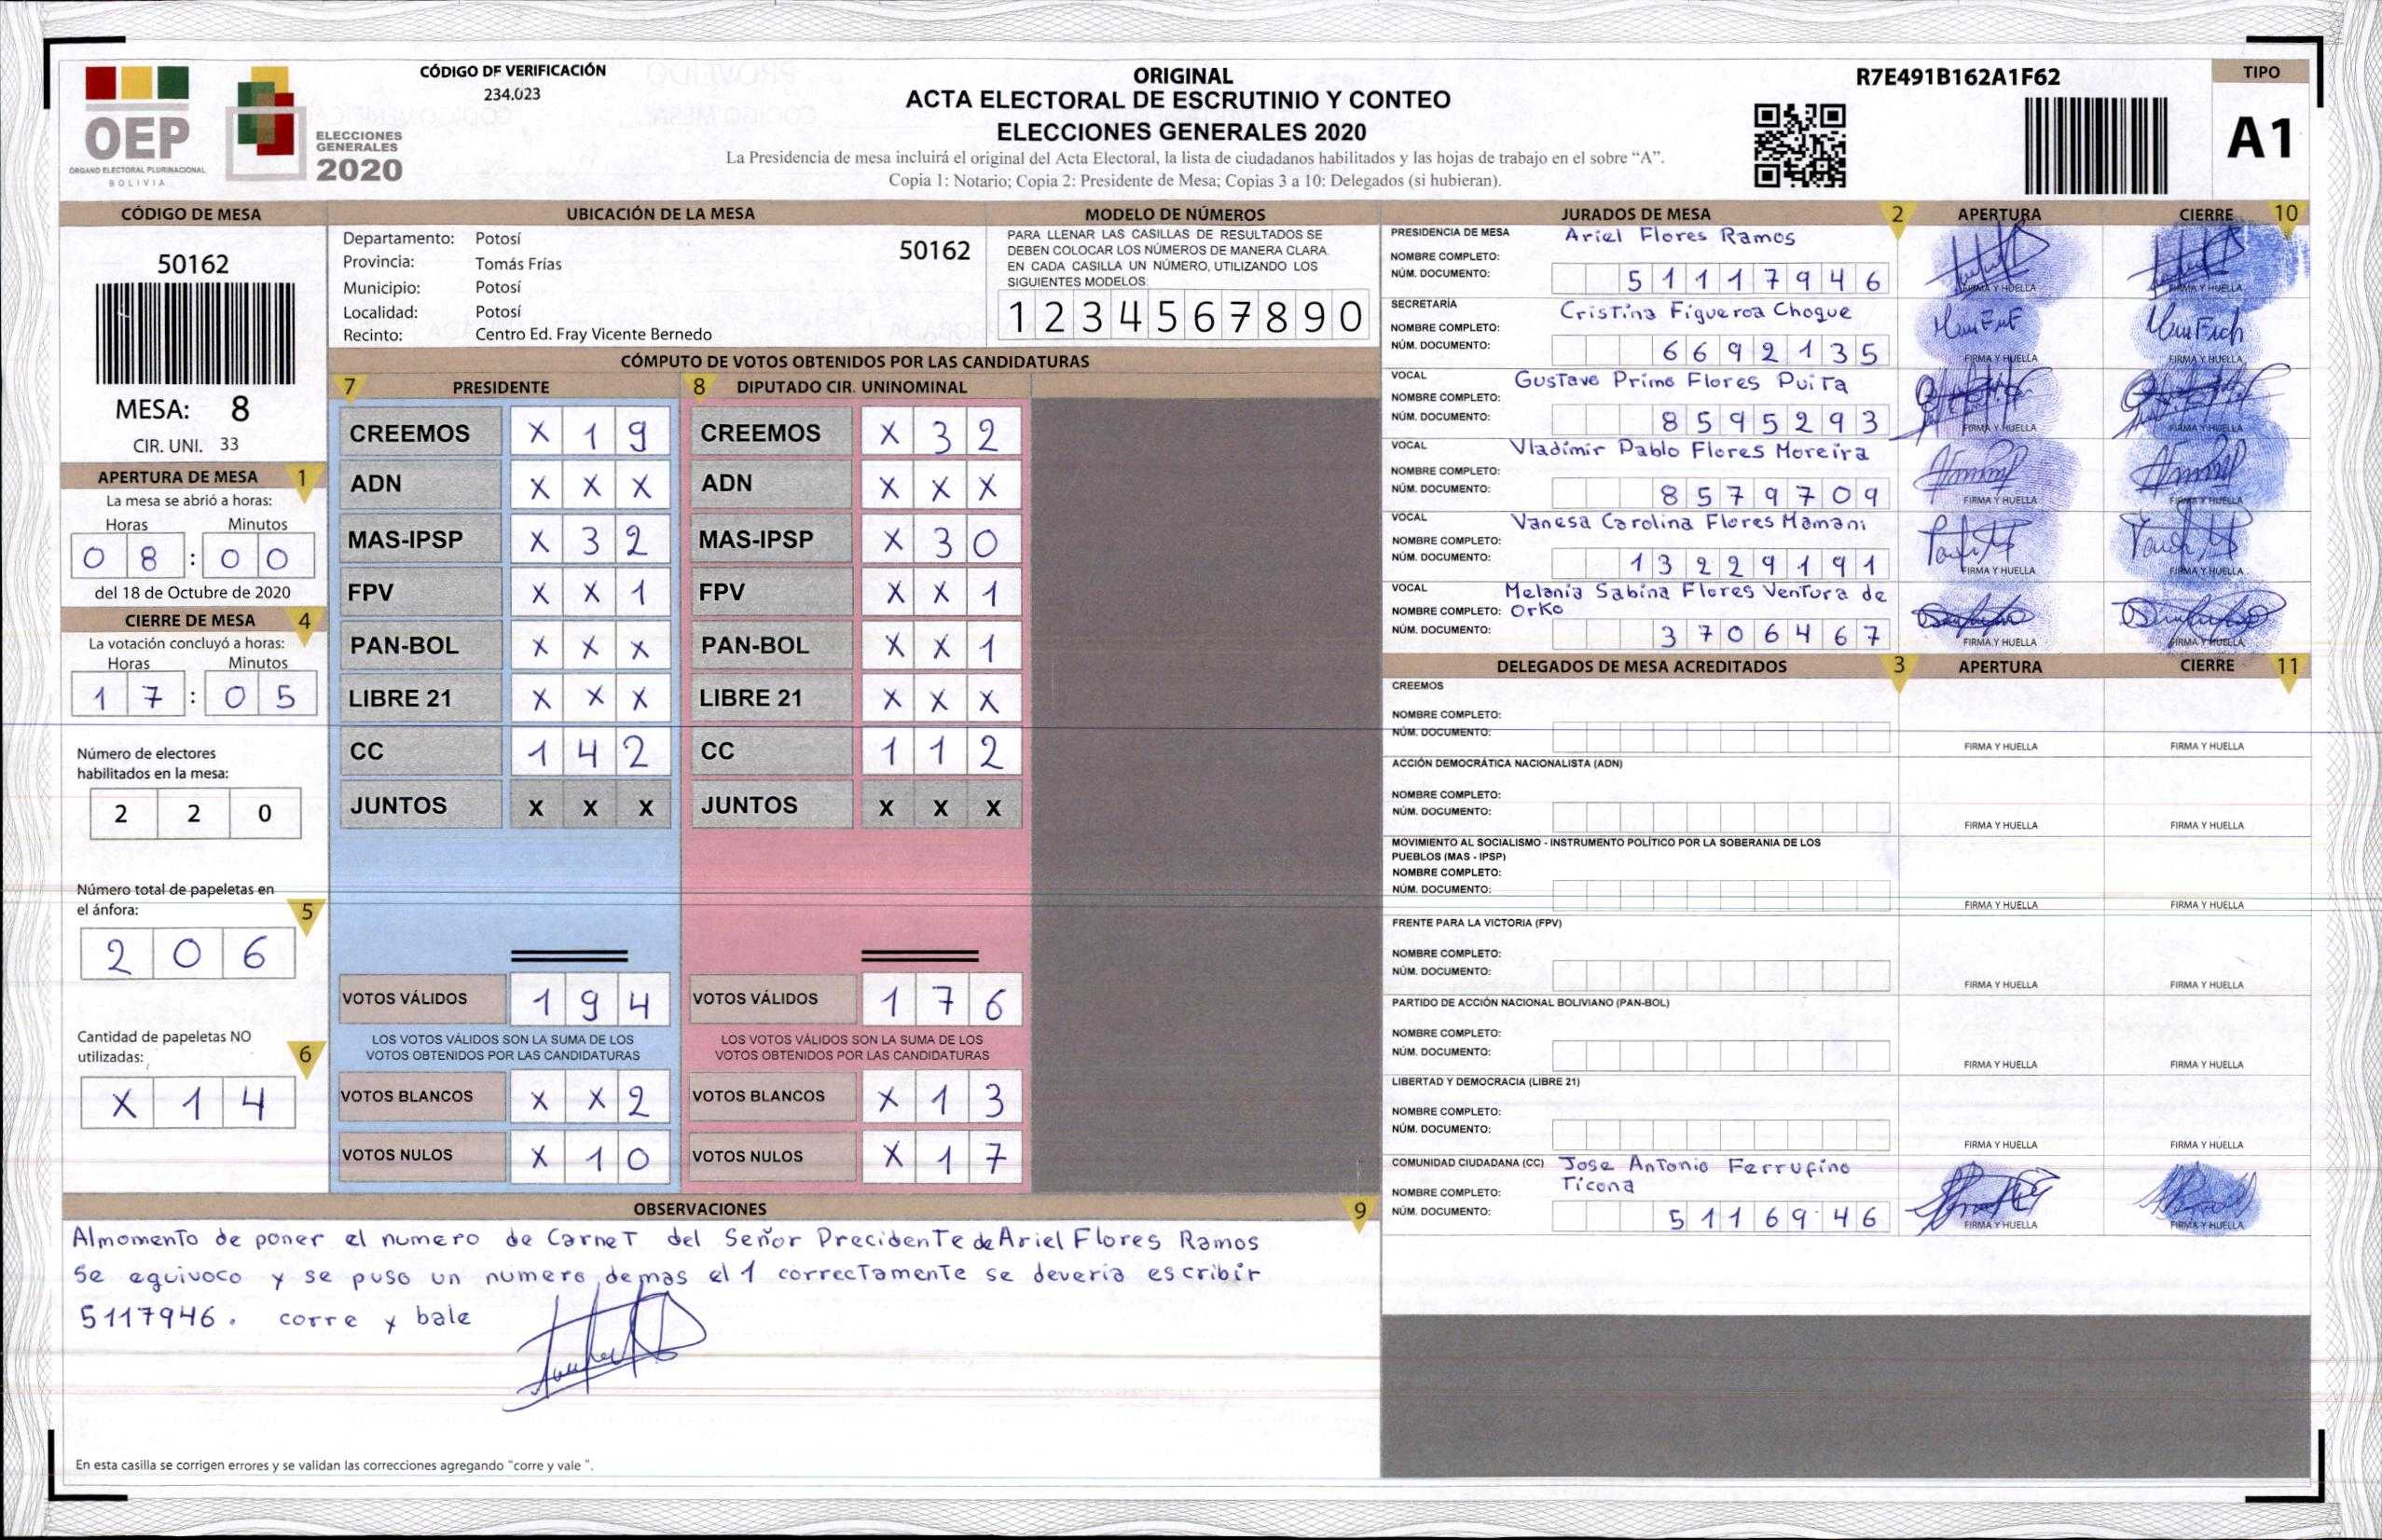 OEP
ÓRGANO ELECTORAL PLURINACIONAL
BOLIVIA
ELECCIONES
GENERALES
2020
CÓDIGO DE VERIFICACIÓN
234.023
ORIGINAL
ACTA ELECTORAL DE ESCRUTINIO Y CONTEO
ELECCIONES GENERALES 2020
La Presidencia de mesa incluirá el original del Acta Electoral, la lista de ciudadanos habilitados y las hojas de trabajo en el sobre “A”.
Copia 1: Notario; Copia 2: Presidente de Mesa; Copias 3 a 10: Delegados (si hubieran).
R7E491B162A1F62
TIPO
A1
CÓDIGO DE MESA
50162
MESA: 8
CIR. UNI. 33
APERTURA DE MESA 1
La mesa se abrió a horas:
Horas Minutos
0 8 : 0 0
del 18 de Octubre de 2020
CIERRE DE MESA 4
La votación concluyó a horas:
Horas Minutos
1 7 : 0 5
Número de electores
habilitados en la mesa:
2 2 0
Número total de papeletas en
el ánfora: 5
2 0 6
Cantidad de papeletas NO
utilizadas: 6
X 1 4
UBICACIÓN DE LA MESA
Departamento: Potosí 50162
Provincia: Tomás Frías
Municipio: Potosí
Localidad: Potosí
Recinto: Centro Ed. Fray Vicente Bernedo
MODELO DE NÚMEROS
PARA LLENAR LAS CASILLAS DE RESULTADOS SE
DEBEN COLOCAR LOS NÚMEROS DE MANERA CLARA.
EN CADA CASILLA UN NÚMERO, UTILIZANDO LOS
SIGUIENTES MODELOS:
1 2 3 4 5 6 7 8 9 0
CÓMPUTO DE VOTOS OBTENIDOS POR LAS CANDIDATURAS
7 PRESIDENTE 8 DIPUTADO CIR. UNINOMINAL
CREEMOS X 1 9 CREEMOS X 3 2
ADN X X X ADN X X X
MAS-IPSP X 3 2 MAS-IPSP X 3 0
FPV X X 1 FPV X X 1
PAN-BOL X X X PAN-BOL X X 1
LIBRE 21 X X X LIBRE 21 X X X
CC 1 4 2 CC 1 1 2
JUNTOS X X X JUNTOS X X X
VOTOS VÁLIDOS 1 9 4 VOTOS VÁLIDOS 1 7 6
LOS VOTOS VÁLIDOS SON LA SUMA DE LOS LOS VOTOS VÁLIDOS SON LA SUMA DE LOS
VOTOS OBTENIDOS POR LAS CANDIDATURAS VOTOS OBTENIDOS POR LAS CANDIDATURAS
VOTOS BLANCOS X X 2 VOTOS BLANCOS X 1 3
VOTOS NULOS X 1 0 VOTOS NULOS X 1 7
OBSERVACIONES 9
Almomento de poner el numero de Carnet del Señor Precidente de Ariel Flores Ramos
Se equivoco y se puso un numero demas el 1 correctamente se deveria escribir
5117946. corre y bale
En esta casilla se corrigen errores y se validan las correcciones agregando “corre y vale ”.
JURADOS DE MESA 2 APERTURA CIERRE 10
PRESIDENCIA DE MESA Ariel Flores Ramos
NOMBRE COMPLETO:
NÚM. DOCUMENTO: 5 1 1 1 7 9 4 6 FIRMA Y HUELLA FIRMA Y HUELLA
SECRETARÍA Cristina Figueroa Choque
NOMBRE COMPLETO:
NÚM. DOCUMENTO: 6 6 9 2 1 3 5 FIRMA Y HUELLA FIRMA Y HUELLA
VOCAL Gustavo Primo Flores Puita
NOMBRE COMPLETO:
NÚM. DOCUMENTO: 8 5 9 5 2 9 3 FIRMA Y HUELLA FIRMA Y HUELLA
VOCAL Vladimir Pablo Flores Moreira
NOMBRE COMPLETO:
NÚM. DOCUMENTO: 8 5 7 9 7 0 9 FIRMA Y HUELLA FIRMA Y HUELLA
VOCAL Vanesa Carolina Flores Mamani
NOMBRE COMPLETO:
NÚM. DOCUMENTO: 1 3 2 2 9 1 9 1 FIRMA Y HUELLA FIRMA Y HUELLA
VOCAL Melania Sabina Flores Ventura de
NOMBRE COMPLETO: Orko
NÚM. DOCUMENTO: 3 7 0 6 4 6 7 FIRMA Y HUELLA FIRMA Y HUELLA
DELEGADOS DE MESA ACREDITADOS 3 APERTURA CIERRE 11
CREEMOS
NOMBRE COMPLETO:
NÚM. DOCUMENTO: FIRMA Y HUELLA FIRMA Y HUELLA
ACCIÓN DEMOCRÁTICA NACIONALISTA (ADN)
NOMBRE COMPLETO:
NÚM. DOCUMENTO: FIRMA Y HUELLA FIRMA Y HUELLA
MOVIMIENTO AL SOCIALISMO - INSTRUMENTO POLÍTICO POR LA SOBERANIA DE LOS
PUEBLOS (MAS - IPSP)
NOMBRE COMPLETO:
NÚM. DOCUMENTO: FIRMA Y HUELLA FIRMA Y HUELLA
FRENTE PARA LA VICTORIA (FPV)
NOMBRE COMPLETO:
NÚM. DOCUMENTO: FIRMA Y HUELLA FIRMA Y HUELLA
PARTIDO DE ACCIÓN NACIONAL BOLIVIANO (PAN-BOL)
NOMBRE COMPLETO:
NÚM. DOCUMENTO: FIRMA Y HUELLA FIRMA Y HUELLA
LIBERTAD Y DEMOCRACIA (LIBRE 21)
NOMBRE COMPLETO:
NÚM. DOCUMENTO: FIRMA Y HUELLA FIRMA Y HUELLA
COMUNIDAD CIUDADANA (CC) Jose Antonio Ferrufino
NOMBRE COMPLETO: Ticona
NÚM. DOCUMENTO: 5 1 1 6 9 4 6 FIRMA Y HUELLA FIRMA Y HUELLA